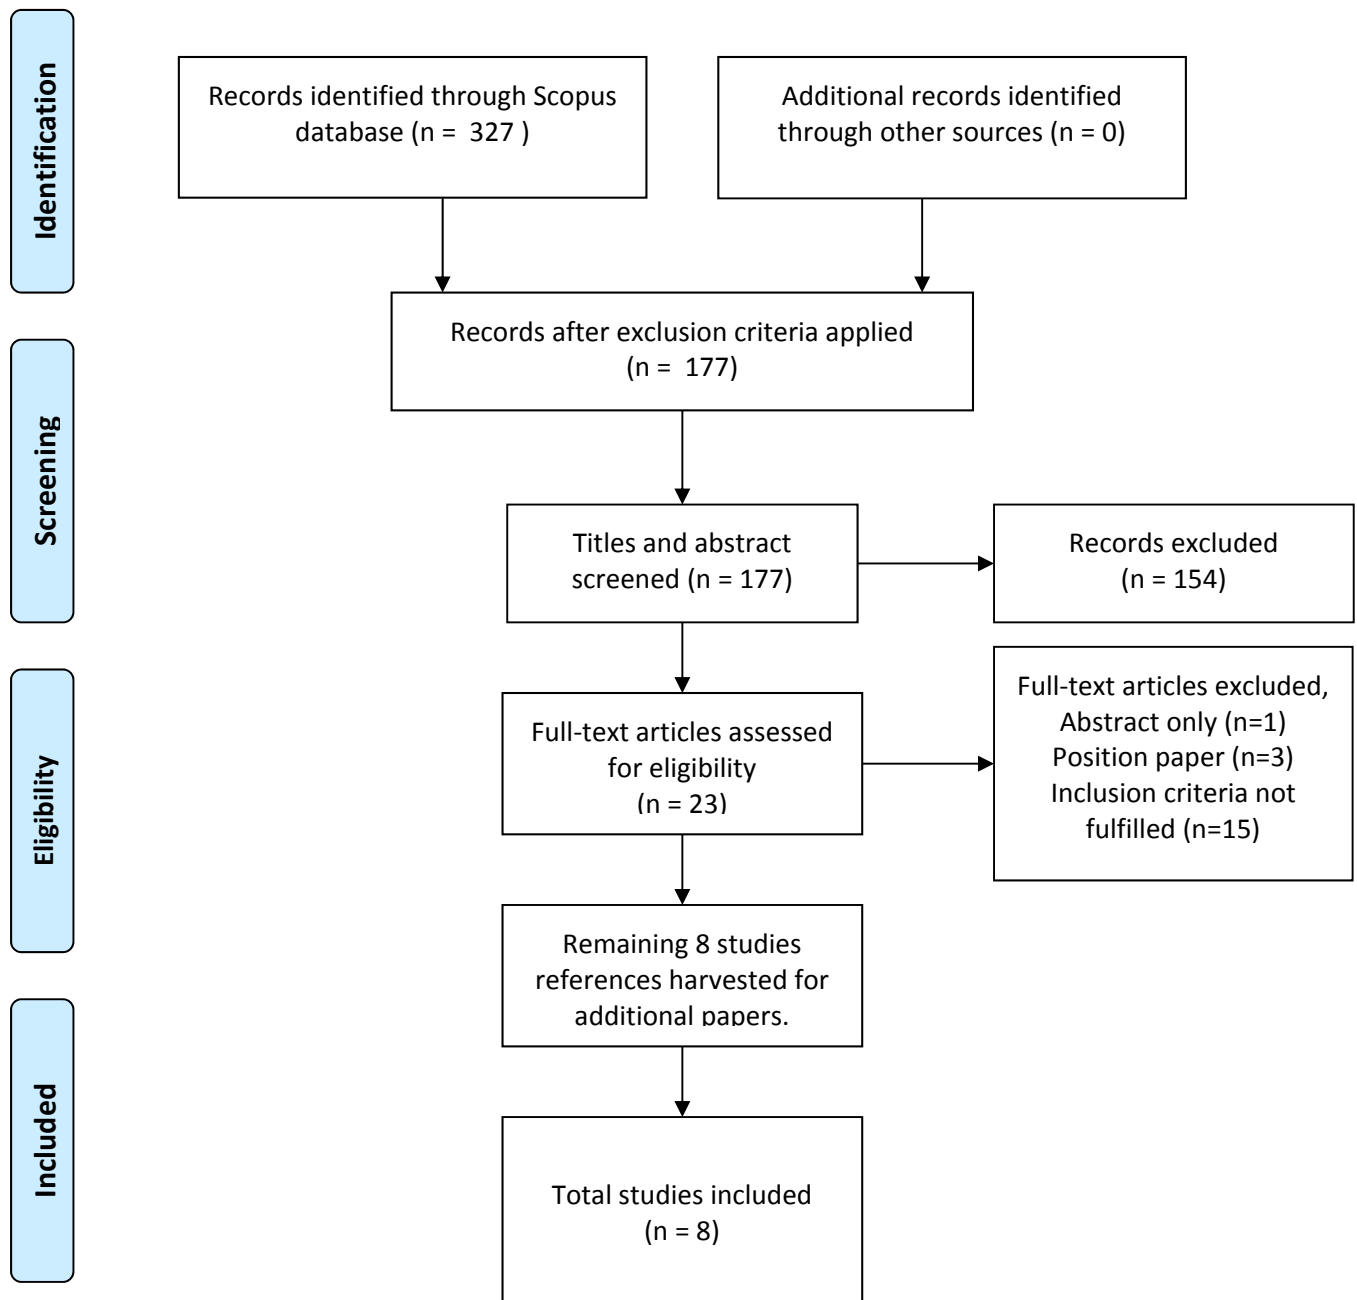 Identification
Records identified through Scopus
database (n =  327 )
Additional records identified
through other sources (n = 0)
Records after exclusion criteria applied
(n =  177)
Screening
Titles and abstract
screened (n = 177)
Records excluded
(n = 154)
Eligibility
Full-text articles assessed
for eligibility
(n = 23)
Full-text articles excluded,
Abstract only (n=1)
Position paper (n=3)
Inclusion criteria not
fulfilled (n=15)
Remaining 8 studies
references harvested for
additional papers.
Included
Total studies included
(n = 8)